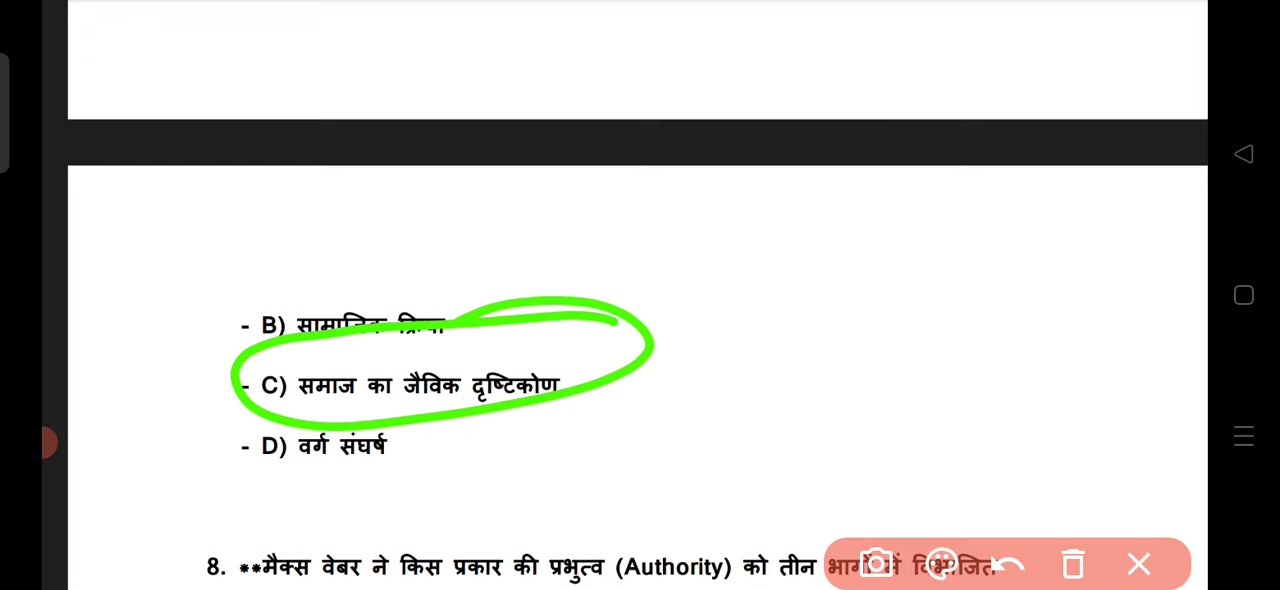 - B) सामाजिक क्रिया
- C) समाज का जैविक दृष्टिकोण
- D) वर्ग संघर्ष
8. **मैक्स वेबर ने किस प्रकार की प्रभुत्व (Authority) को तीन भागों में विभाजित